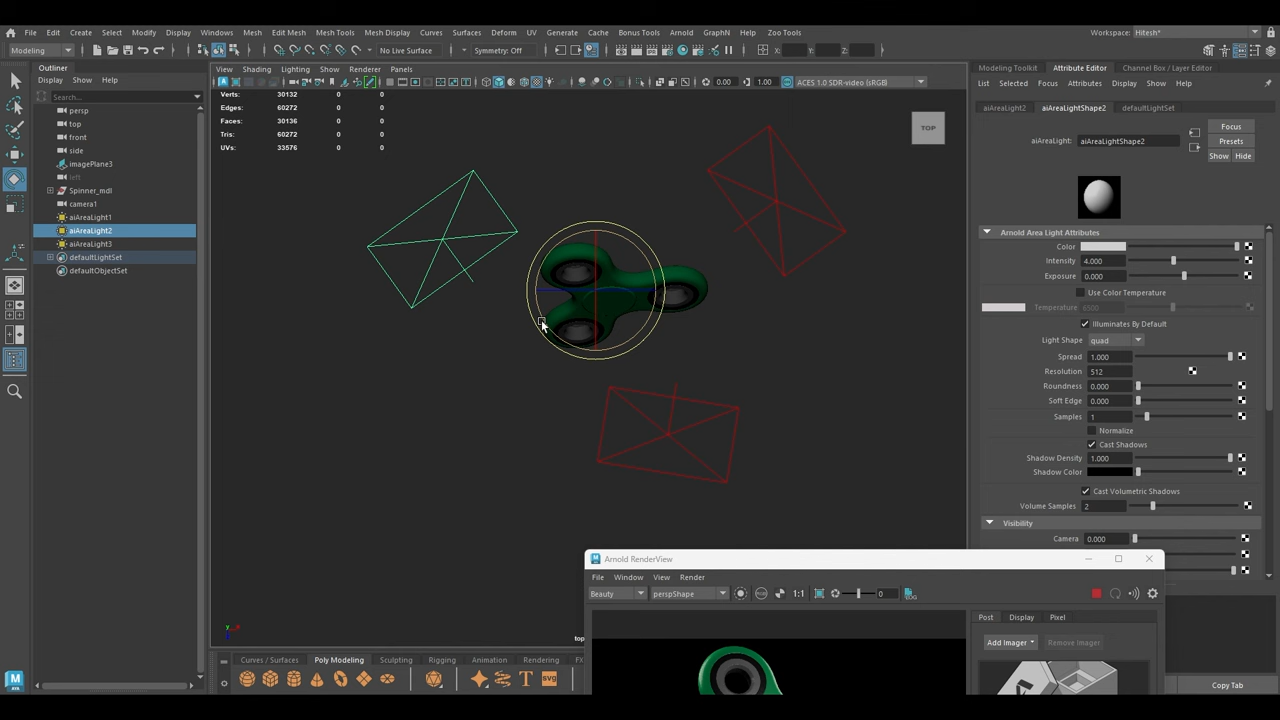 File Edit Create Select Modify Display Windows Mesh Edit Mesh Mesh Tools Mesh Display Curves Surfaces Deform UV Generate Cache Bonus Tools Arnold GraphN Help Zoo Tools Workspace: Hitesh*
Modeling No Live Surface Symmetry: Off X: Y: Z:
Outliner
Display Show Help
Search...
persp
top
front
side
imagePlane3
left
Spinner_mdl
camera1
aiAreaLight1
aiAreaLight2
aiAreaLight3
defaultLightSet
defaultObjectSet
View Shading Lighting Show Renderer Panels
0.00 1.00 ACES 1.0 SDR-video (sRGB)
Verts: 30132 0 0
Edges: 60272 0 0
Faces: 30136 0 0
Tris: 60272 0 0
UVs: 33576 0 0
TOP
Modeling Toolkit Attribute Editor Channel Box / Layer Editor
List Selected Focus Attributes Display Show Help
aiAreaLight2 aiAreaLightShape2 defaultLightSet
aiAreaLight: aiAreaLightShape2
Focus
Presets
Show Hide
Arnold Area Light Attributes
Color
Intensity 4.000
Exposure 0.000
Use Color Temperature
Temperature 6500
Illuminates By Default
Light Shape quad
Spread 1.000
Resolution 512
Roundness 0.000
Soft Edge 0.000
Samples 1
Normalize
Cast Shadows
Shadow Density 1.000
Shadow Color
Cast Volumetric Shadows
Volume Samples 2
Visibility
Camera 0.000
Copy Tab
y x
z
top
Curves / Surfaces Poly Modeling Sculpting Rigging Animation Rendering FX
T svg
Arnold RenderView
File Window View Render
Beauty perspShape 1:1 0
Post Display Pixel
Add Imager Remove Imager